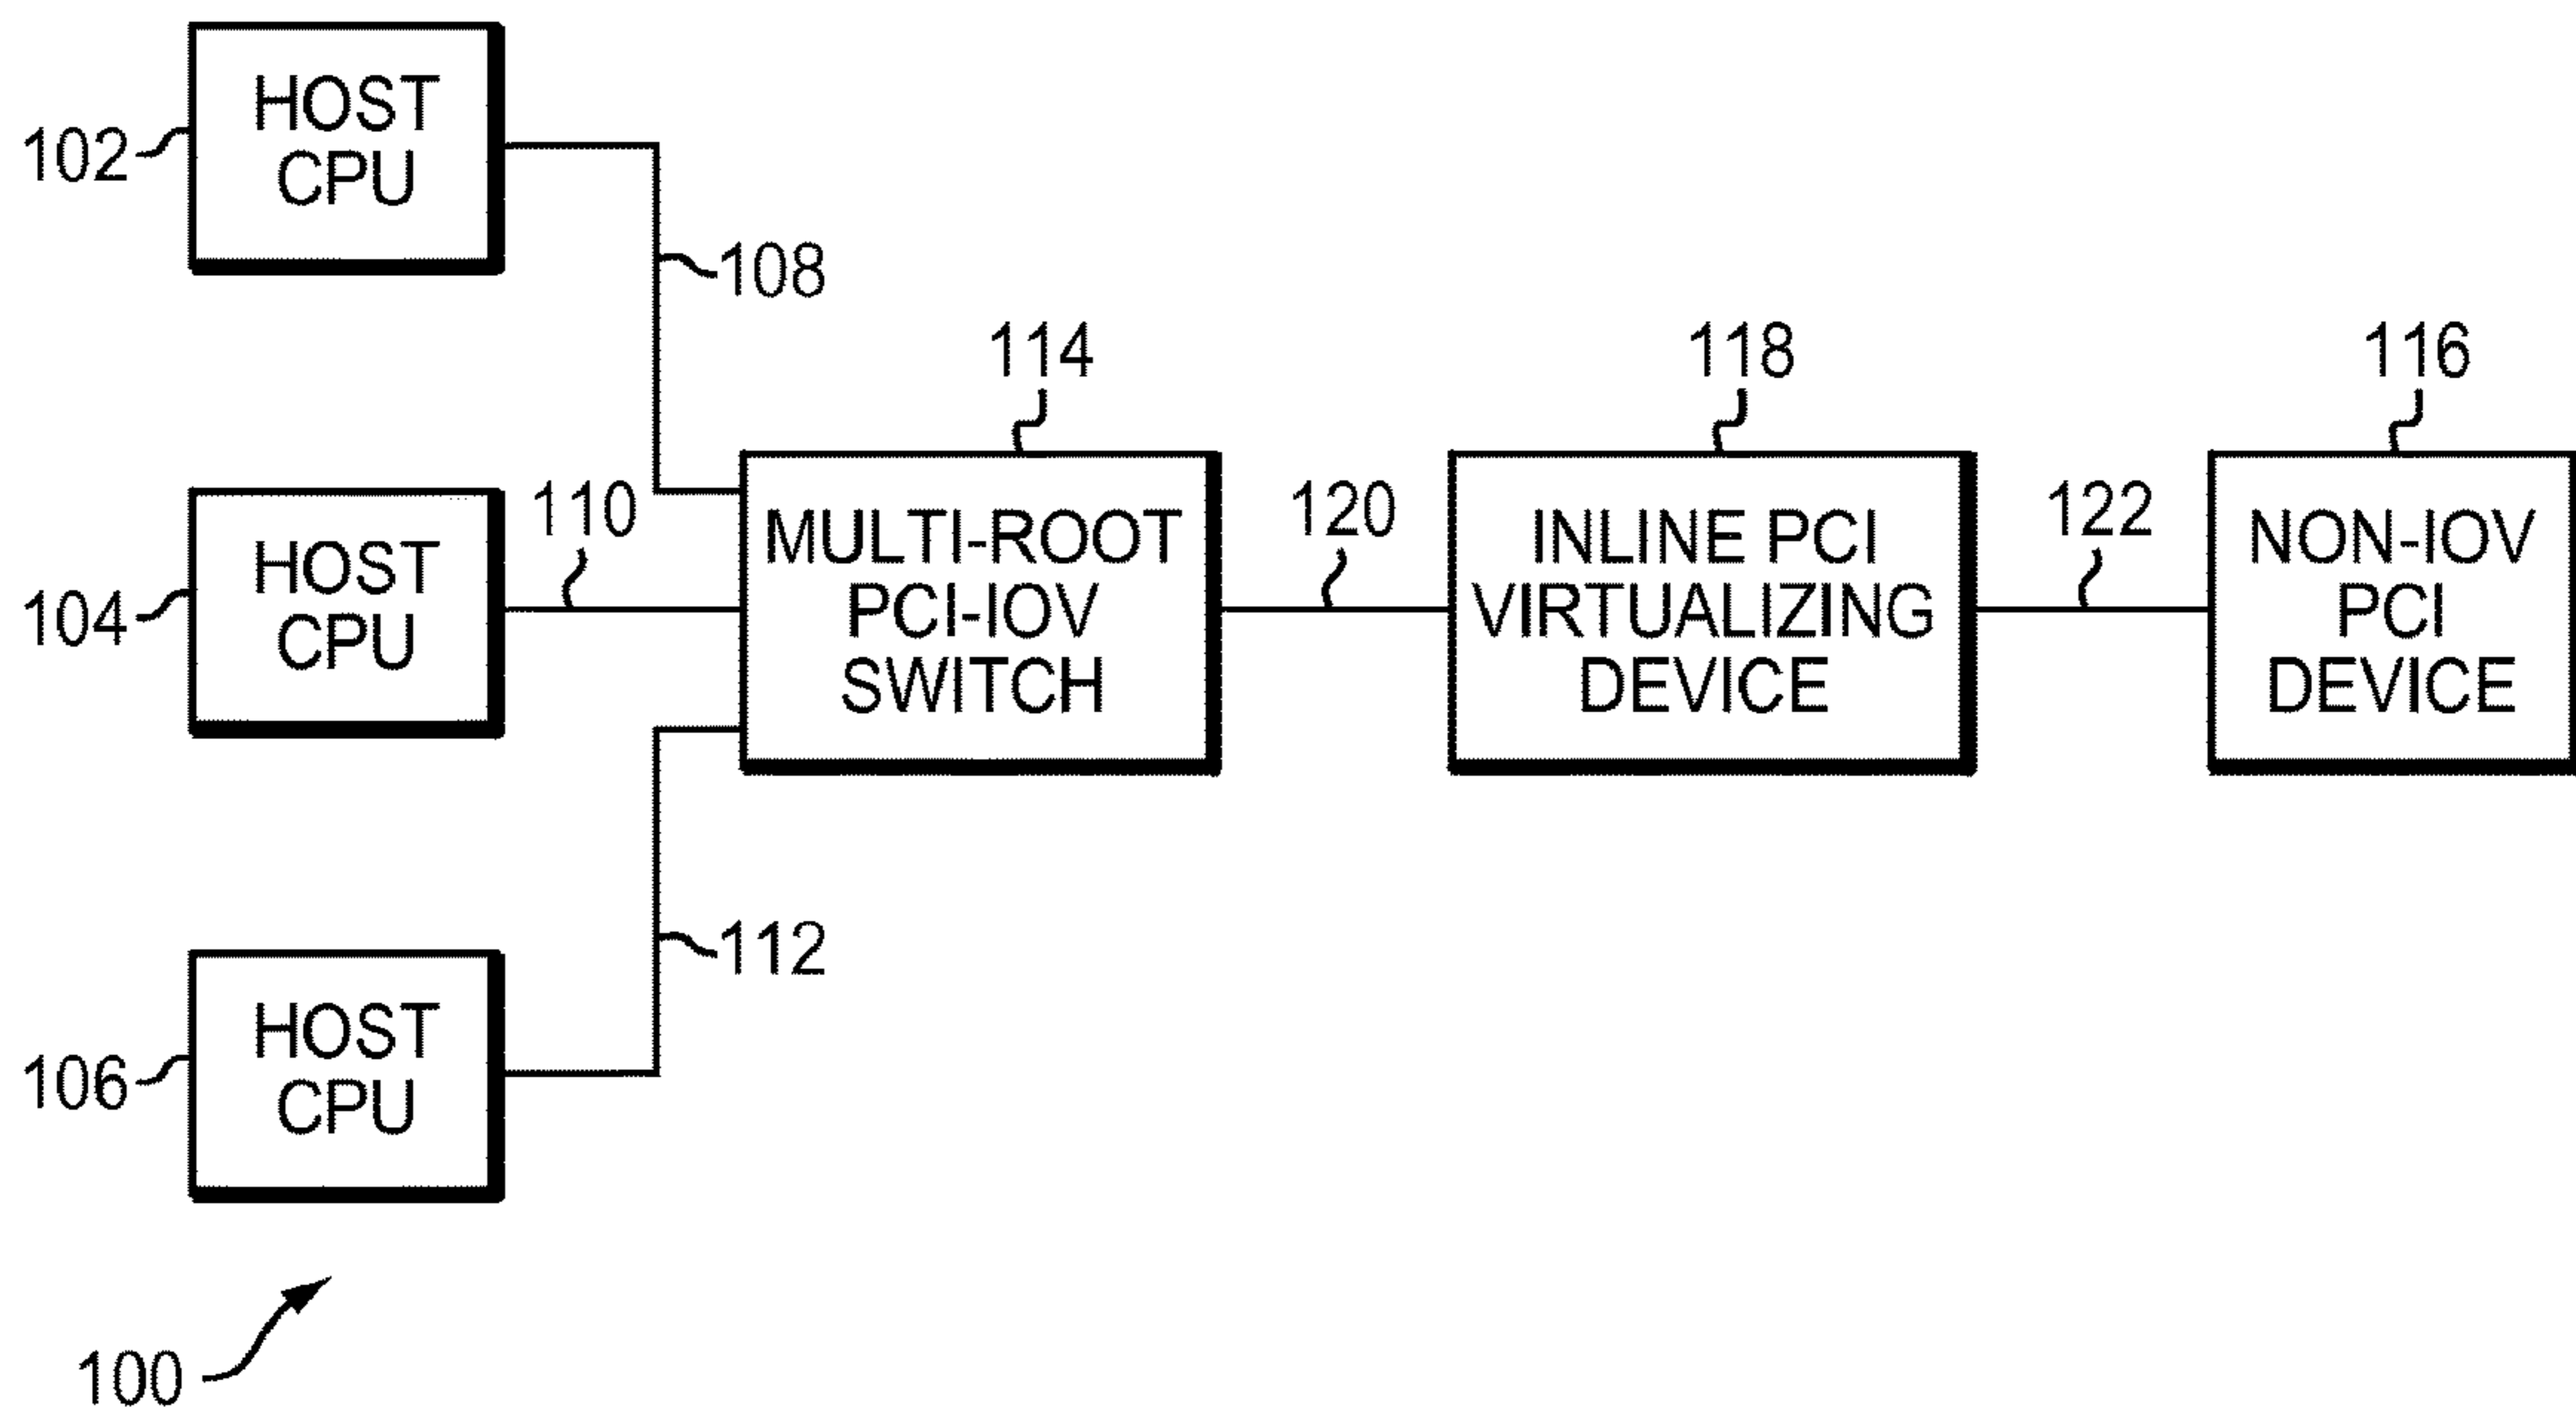 HOST
CPU
102
108
114
118
116
HOST
CPU
104
110
MULTI-ROOT
PCI-IOV
SWITCH
120
INLINE PCI
VIRTUALIZING
DEVICE
122
NON-IOV
PCI
DEVICE
112
HOST
CPU
106
100